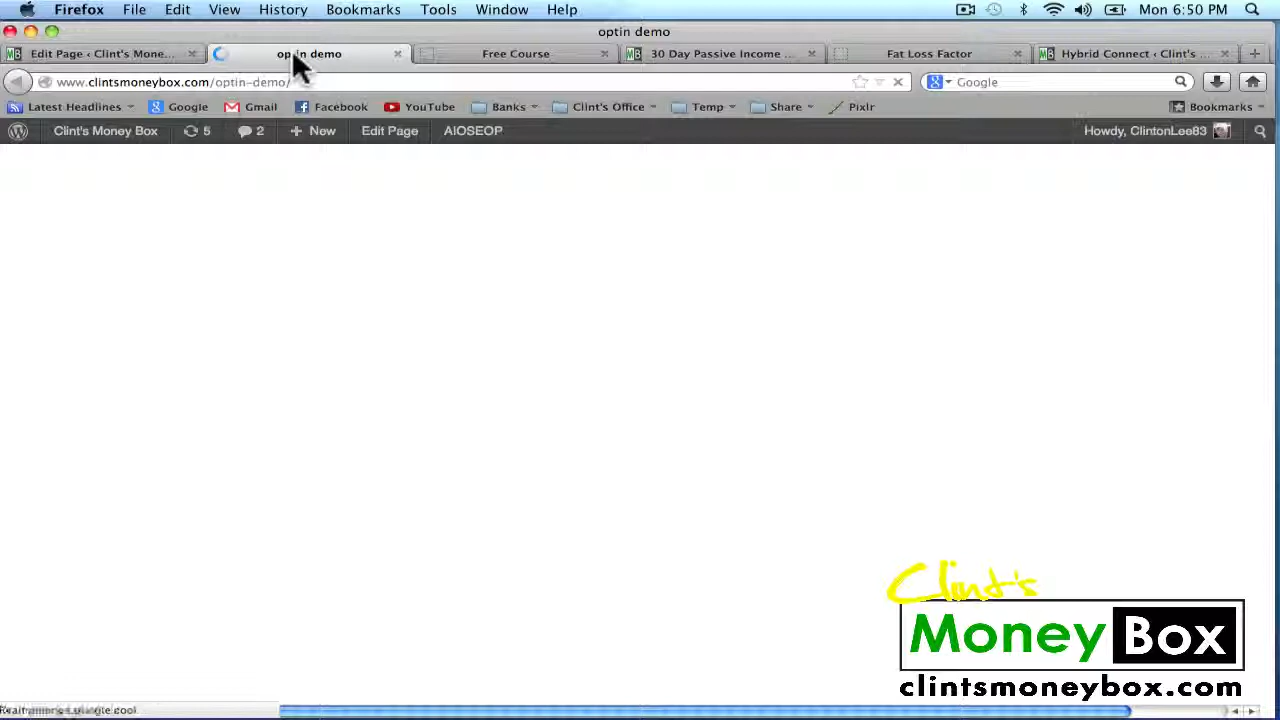 Firefox File Edit View History Bookmarks Tools Window Help Mon 6:50 PM
optin demo
Edit Page ‹ Clint's Mone... optin demo Free Course 30 Day Passive Income ... Fat Loss Factor Hybrid Connect ‹ Clint's ...
www.clintsmoneybox.com/optin-demo/ Google
Latest Headlines Google Gmail Facebook YouTube Banks Clint's Office Temp Share Pixlr Bookmarks
Clint's Money Box 5 2 + New Edit Page AIOSEOP Howdy, ClintonLee83
Clint's
Money Box
clintsmoneybox.com